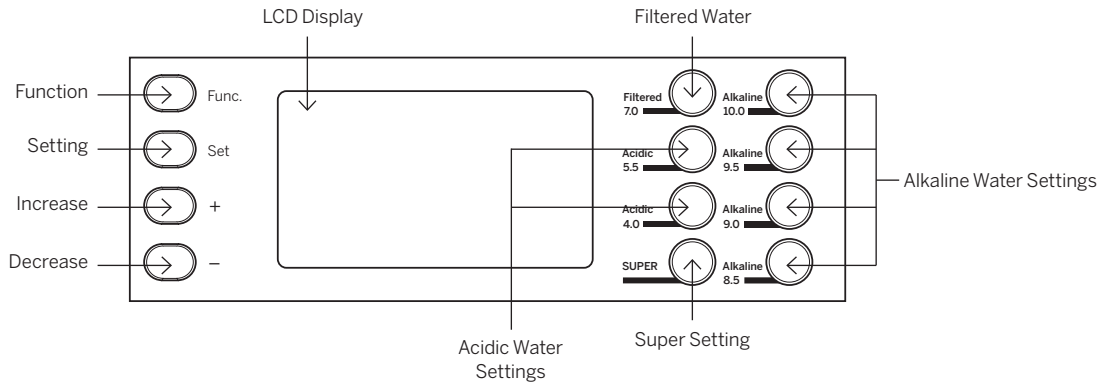 LCD Display
Filtered Water
Function
Func.
Filtered
7.0
Alkaline
10.0
Setting
Set
Acidic
5.5
Alkaline
9.5
Alkaline Water Settings
Increase
+
Acidic
4.0
Alkaline
9.0
Decrease
–
SUPER
Alkaline
8.5
Acidic Water
Settings
Super Setting